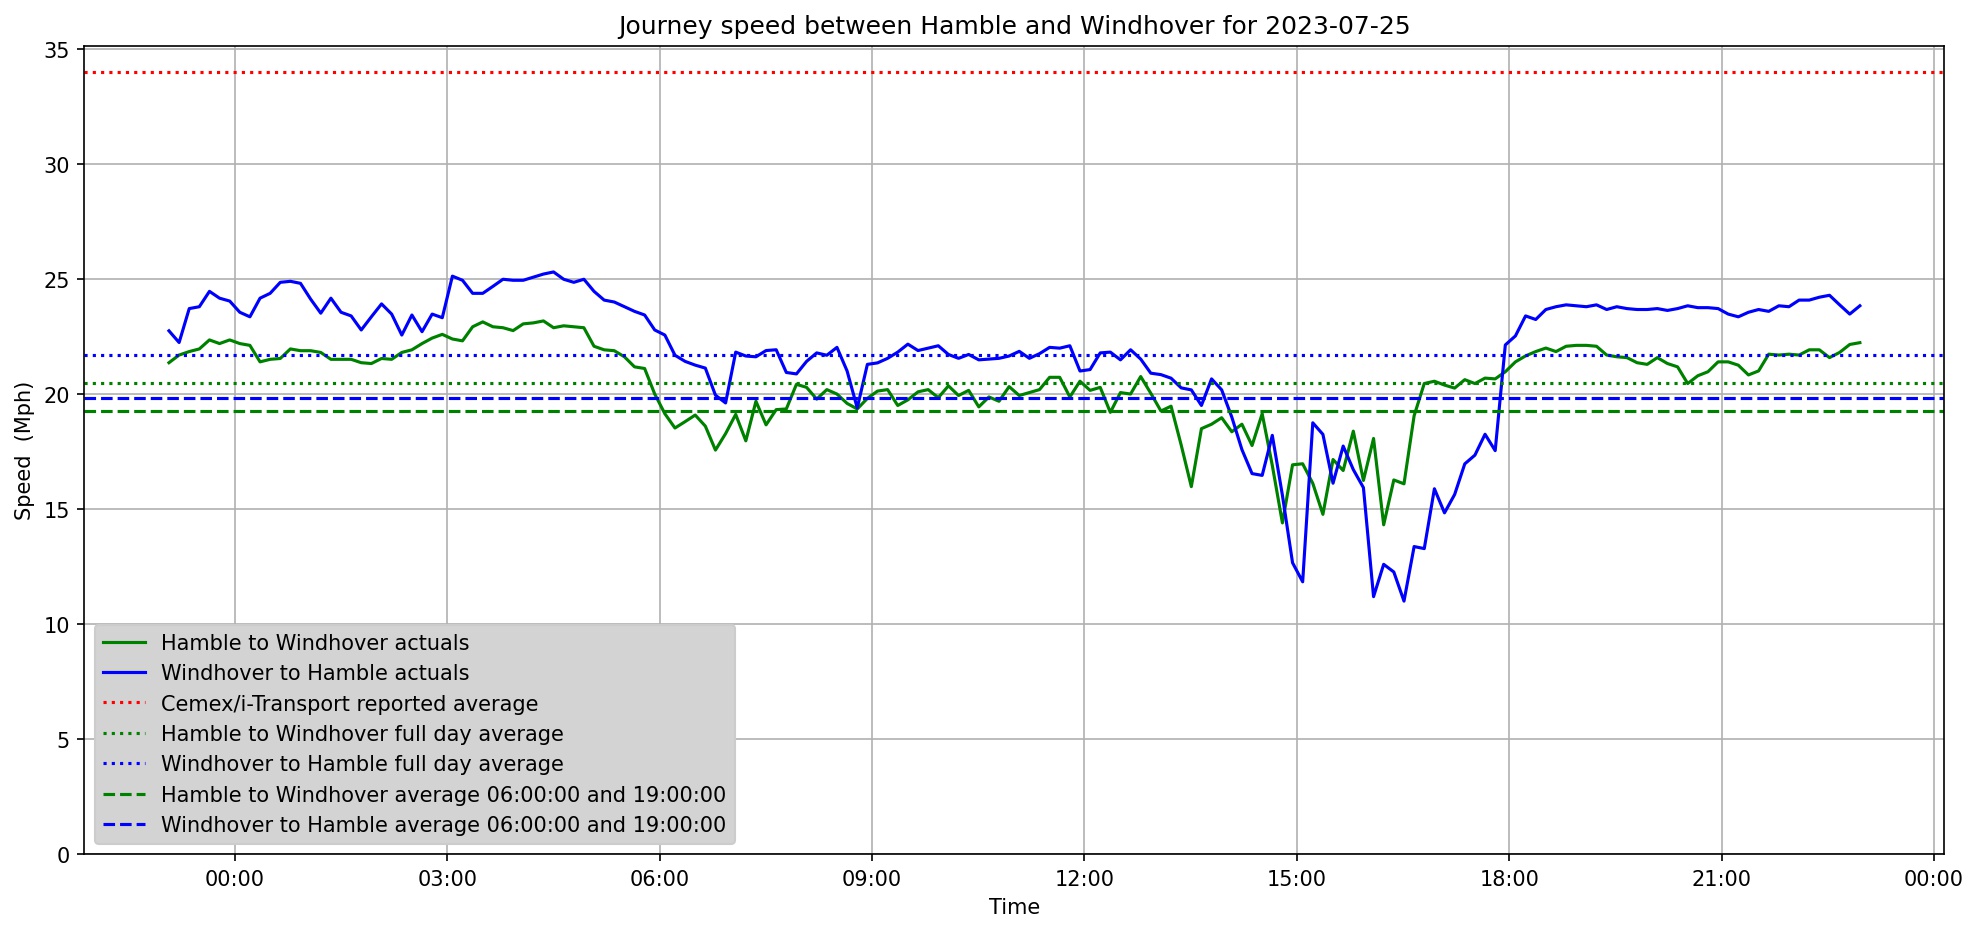 Journey speed between Hamble and Windhover for 2023-07-25
35
30
25
20
15
10
5
0
Speed (Mph)
Hamble to Windhover actuals
Windhover to Hamble actuals
Cemex/i-Transport reported average
Hamble to Windhover full day average
Windhover to Hamble full day average
Hamble to Windhover average 06:00:00 and 19:00:00
Windhover to Hamble average 06:00:00 and 19:00:00
00:00 03:00 06:00 09:00 12:00 15:00 18:00 21:00 00:00
Time